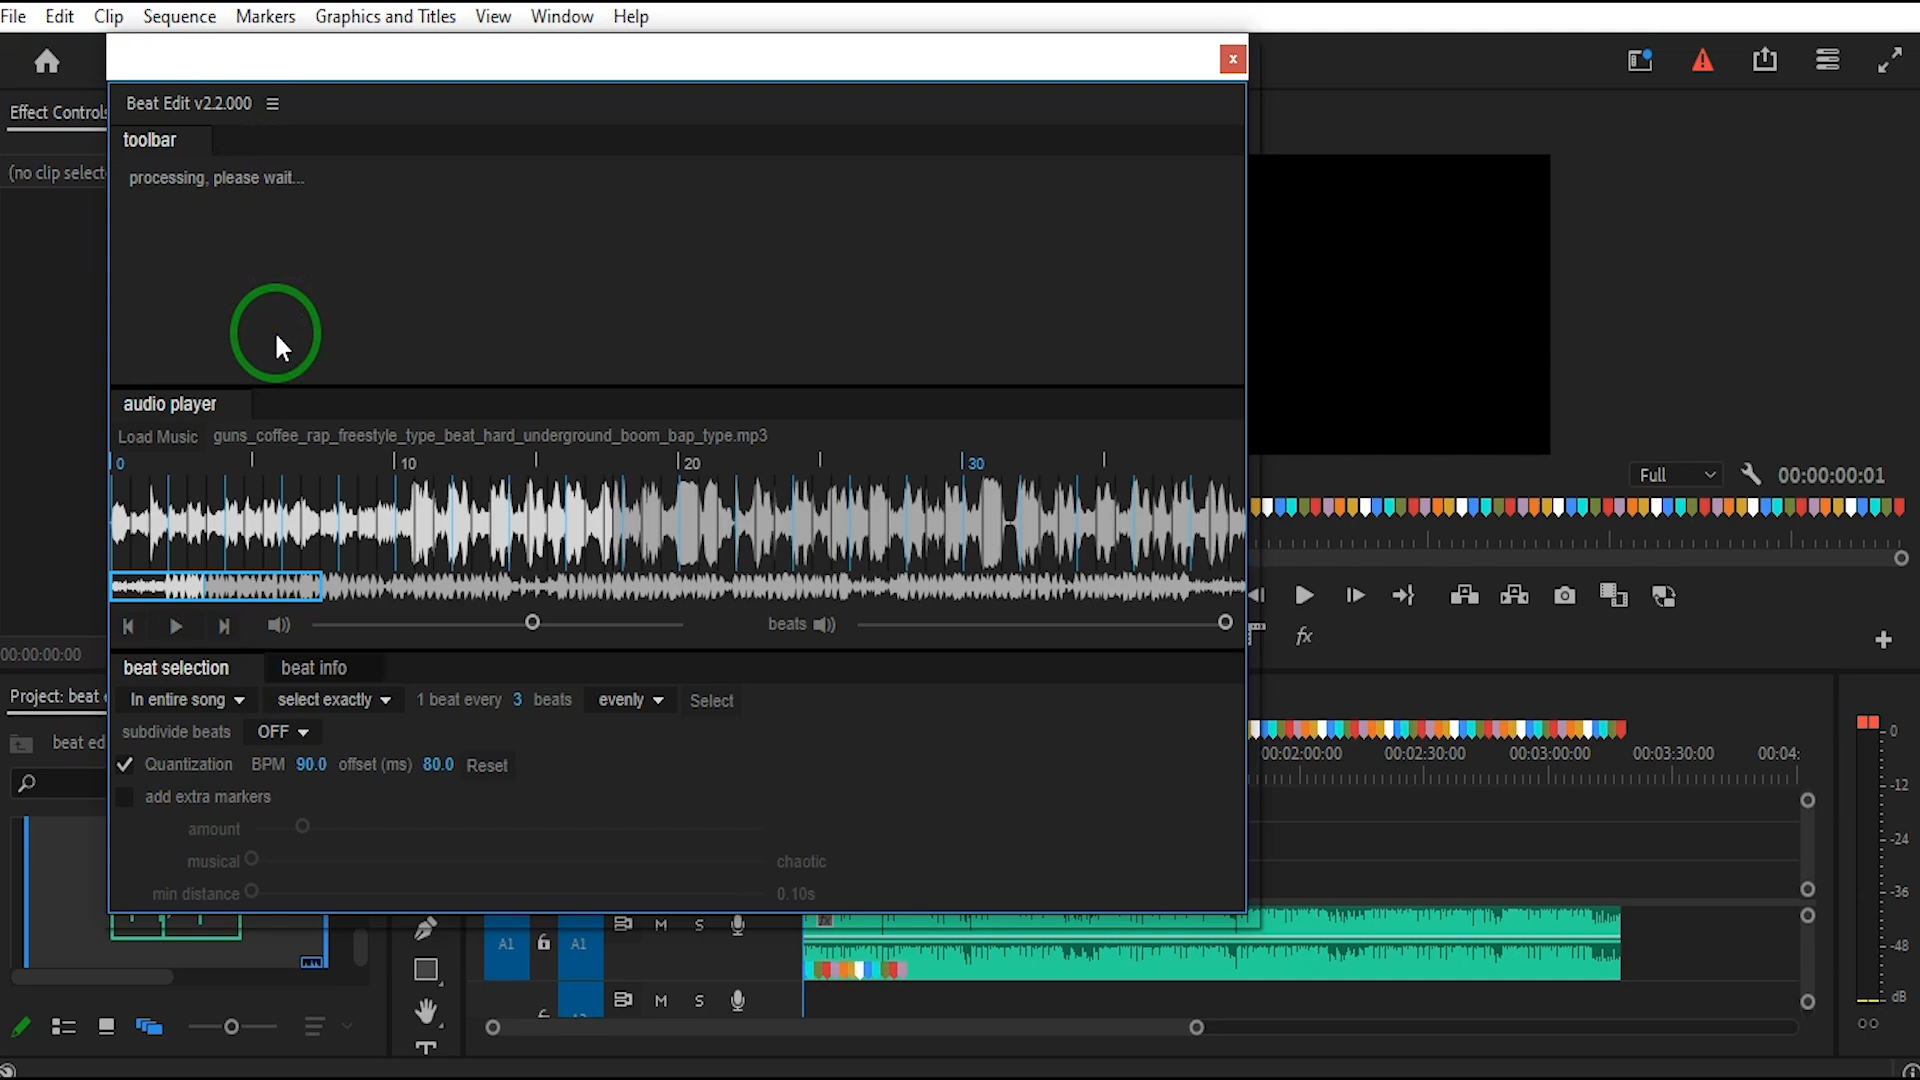 File Edit Clip Sequence Markers Graphics and Titles View Window Help
x
Beat Edit v2.2.000
Effect Controls
toolbar
(no clip select
processing, please wait...
audio player
Load Music guns_coffee_rap_freestyle_type_beat_hard_underground_boom_bap_type.mp3
0 10 20 30
Full 00:00:00:01
beats
fx
00:00:00:00
beat selection beat info
Project: beat
In entire song select exactly 1 beat every 3 beats evenly Select
subdivide beats OFF
beat ed
00:02:00:00 00:02:30:00 00:03:00:00 00:03:30:00 00:04:
Quantization BPM 90.0 offset (ms) 80.0 Reset
add extra markers
amount
musical chaotic
min distance 0.10s
0
-12
-24
-36
-48
dB
A1 A1 M S
fx
M S